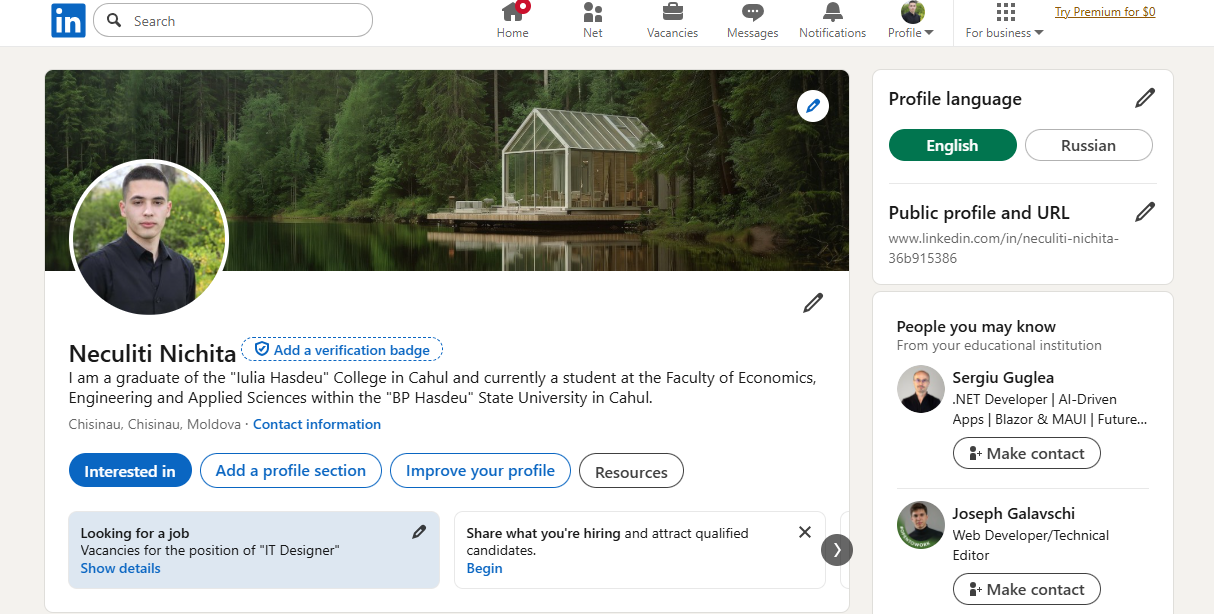 in
Search
Home
Net
Vacancies
Messages
Notifications
Profile
For business
Try Premium for $0
Neculiti Nichita
Add a verification badge
I am a graduate of the "Iulia Hasdeu" College in Cahul and currently a student at the Faculty of Economics,
Engineering and Applied Sciences within the "BP Hasdeu" State University in Cahul.
Chisinau, Chisinau, Moldova · Contact information
Interested in
Add a profile section
Improve your profile
Resources
Looking for a job
Vacancies for the position of "IT Designer"
Show details
Share what you're hiring and attract qualified
candidates.
Begin
Profile language
English
Russian
Public profile and URL
www.linkedin.com/in/neculiti-nichita-
36b915386
People you may know
From your educational institution
Sergiu Guglea
.NET Developer | AI-Driven
Apps | Blazor & MAUI | Future...
Make contact
Joseph Galavschi
Web Developer/Technical
Editor
Make contact